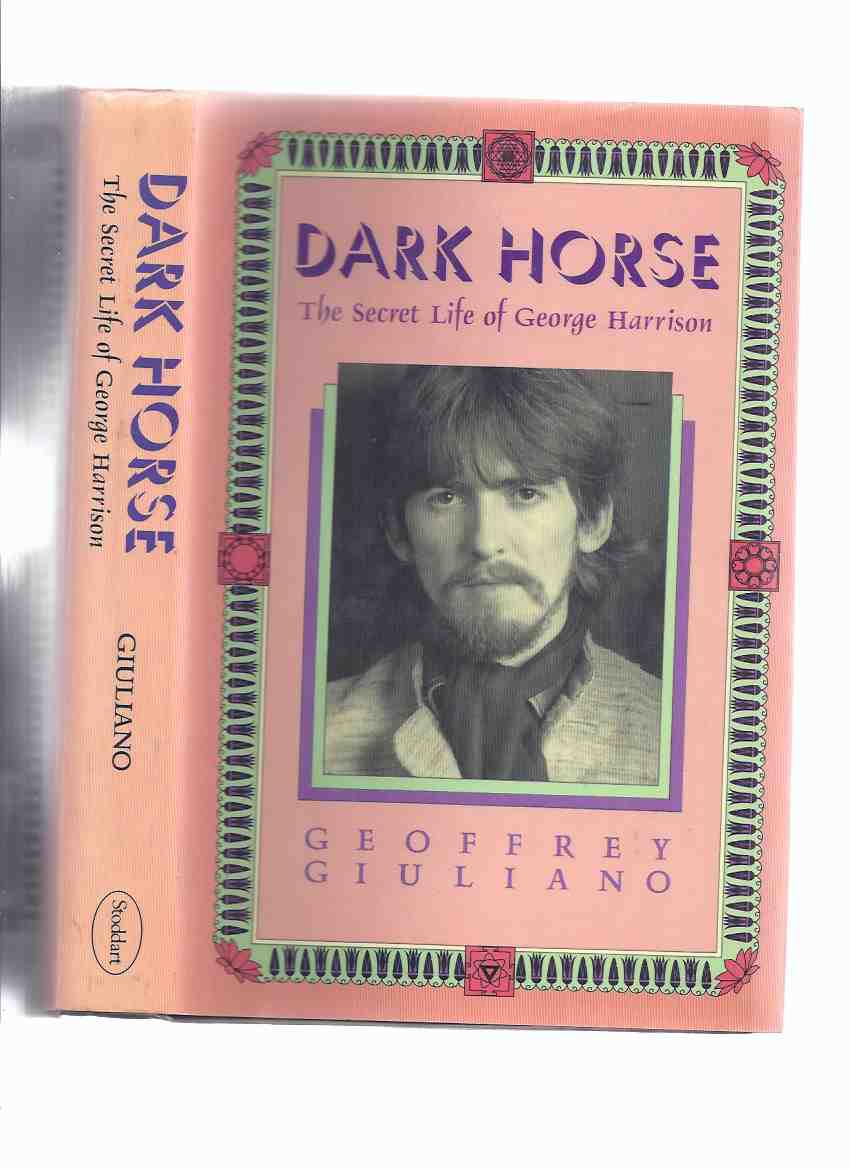 DARK HORSE
The Secret Life of George Harrison
GIULIANO
Stoddart
DARK HORSE
The Secret Life of George Harrison
GEOFFREY
GIULIANO